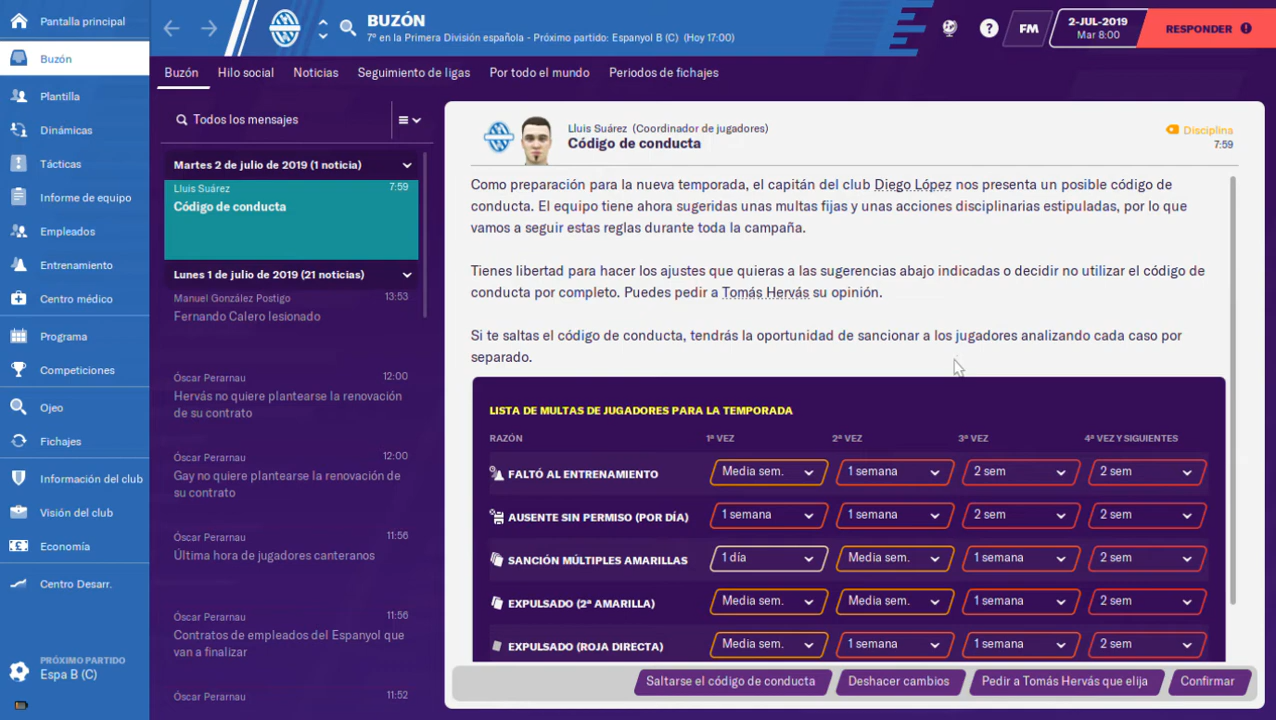 Pantalla principal
Buzón
Plantilla
Dinámicas
Tácticas
Informe de equipo
Empleados
Entrenamiento
Centro médico
Programa
Competiciones
Ojeo
Fichajes
Información del club
Visión del club
Economía
Centro Desarr.
PRÓXIMO PARTIDO
Espa B (C)
BUZÓN
7º en la Primera División española - Próximo partido: Espanyol B (C) (Hoy 17:00)
FM
2-JUL-2019
Mar 8:00
RESPONDER
Buzón Hilo social Noticias Seguimiento de ligas Por todo el mundo Periodos de fichajes
Todos los mensajes
Martes 2 de julio de 2019 (1 noticia)
Lluis Suárez 7:59
Código de conducta
Lunes 1 de julio de 2019 (21 noticias)
Manuel González Postigo 13:53
Fernando Calero lesionado
Óscar Perarnau 12:00
Hervás no quiere plantearse la renovación
de su contrato
Óscar Perarnau 12:00
Gay no quiere plantearse la renovación de
su contrato
Óscar Perarnau 11:56
Última hora de jugadores canteranos
Óscar Perarnau 11:56
Contratos de empleados del Espanyol que
van a finalizar
Óscar Perarnau 11:52
Lluis Suárez (Coordinador de jugadores)
Código de conducta
Disciplina
7:59
Como preparación para la nueva temporada, el capitán del club Diego López nos presenta un posible código de
conducta. El equipo tiene ahora sugeridas unas multas fijas y unas acciones disciplinarias estipuladas, por lo que
vamos a seguir estas reglas durante toda la campaña.
Tienes libertad para hacer los ajustes que quieras a las sugerencias abajo indicadas o decidir no utilizar el código de
conducta por completo. Puedes pedir a Tomás Hervás su opinión.
Si te saltas el código de conducta, tendrás la oportunidad de sancionar a los jugadores analizando cada caso por
separado.
LISTA DE MULTAS DE JUGADORES PARA LA TEMPORADA
RAZÓN 1ª VEZ 2ª VEZ 3ª VEZ 4ª VEZ Y SIGUIENTES
FALTÓ AL ENTRENAMIENTO Media sem. 1 semana 2 sem 2 sem
AUSENTE SIN PERMISO (POR DÍA) 1 semana 1 semana 2 sem 2 sem
SANCIÓN MÚLTIPLES AMARILLAS 1 día Media sem. 1 semana 2 sem
EXPULSADO (2ª AMARILLA) Media sem. Media sem. 1 semana 2 sem
EXPULSADO (ROJA DIRECTA) Media sem. 1 semana 1 semana 2 sem
Saltarse el código de conducta Deshacer cambios Pedir a Tomás Hervás que elija Confirmar